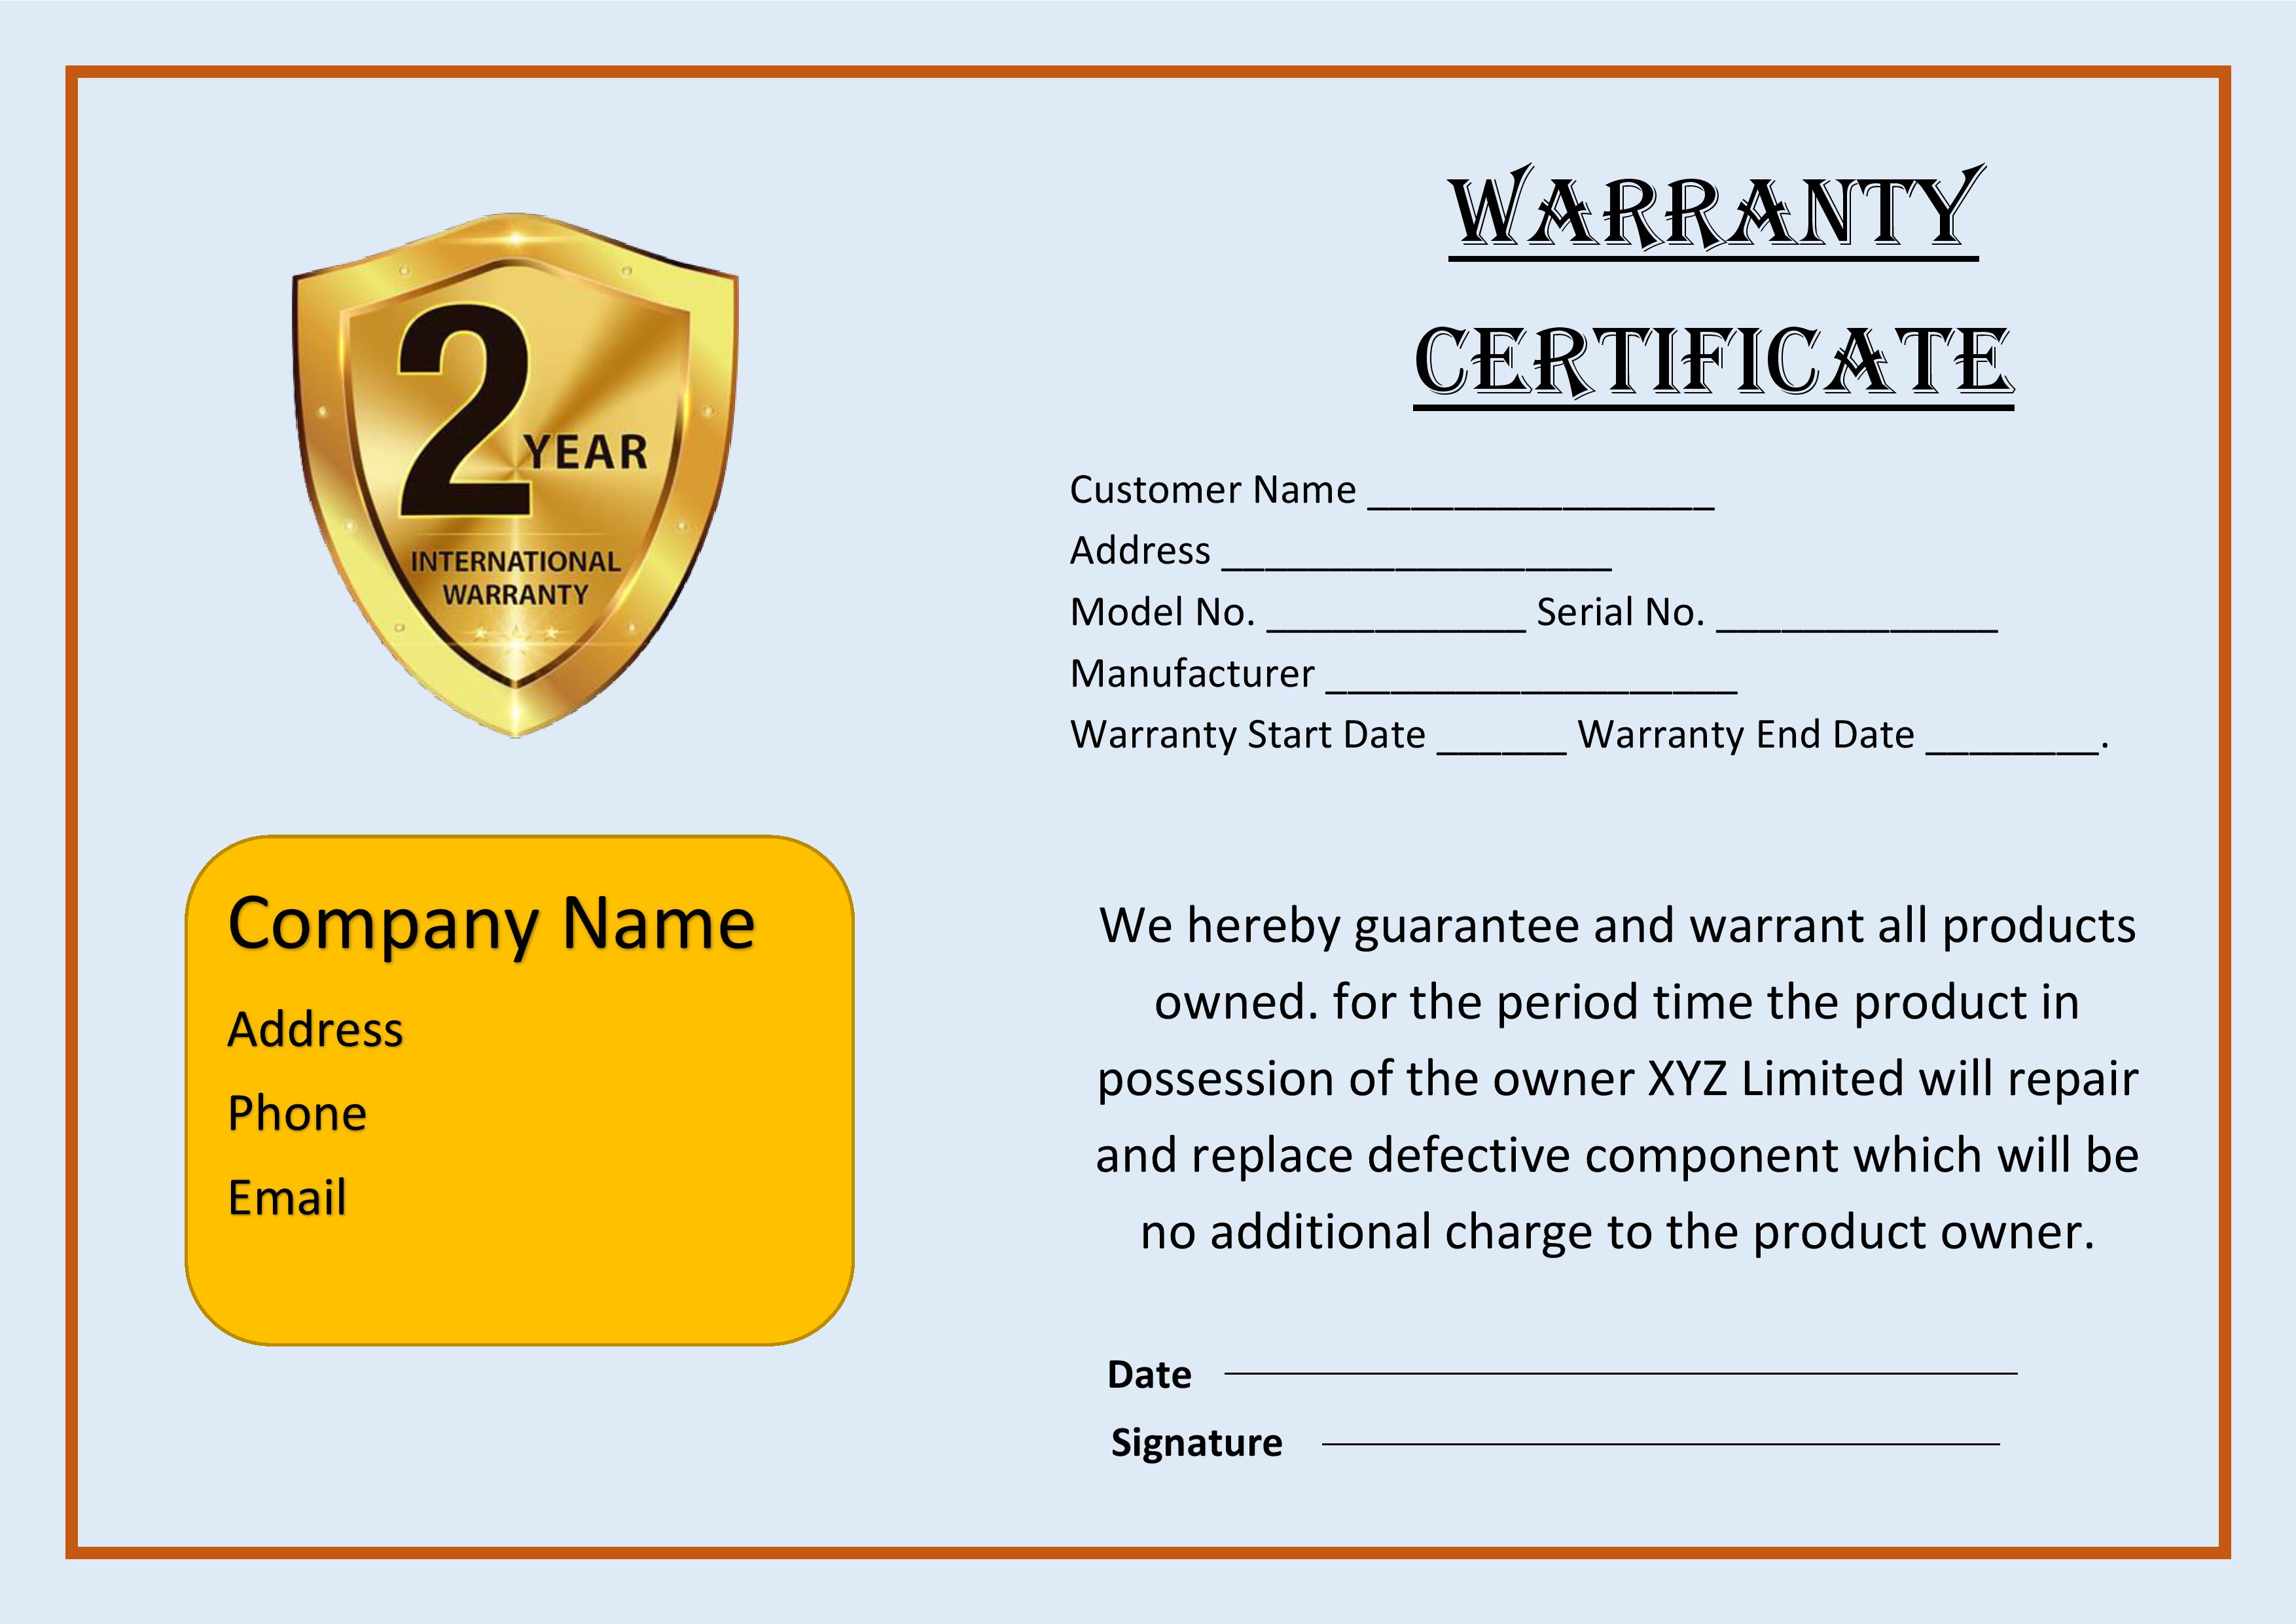 2
YEAR
INTERNATIONAL
WARRANTY
Company Name
Address
Phone
Email
WARRANTY
CERTIFICATE
Customer Name ________________
Address __________________
Model No. ____________ Serial No. _____________
Manufacturer ___________________
Warranty Start Date ______ Warranty End Date ________.
We hereby guarantee and warrant all products
owned. for the period time the product in
possession of the owner XYZ Limited will repair
and replace defective component which will be
no additional charge to the product owner.
Date
Signature